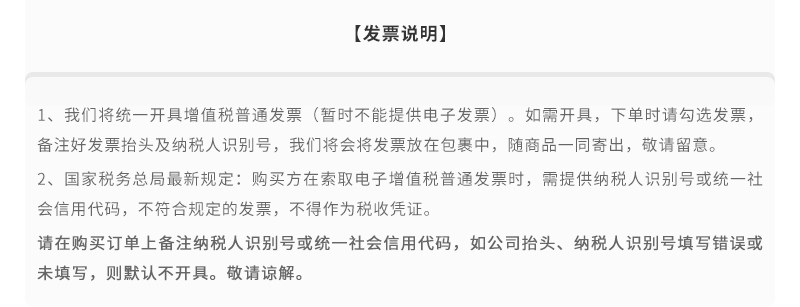 【发票说明】
1、我们将统一开具增值税普通发票（暂时不能提供电子发票）。如需开具，下单时请勾选发票，
备注好发票抬头及纳税人识别号，我们将会将发票放在包裹中，随商品一同寄出，敬请留意。
2、国家税务总局最新规定：购买方在索取电子增值税普通发票时，需提供纳税人识别号或统一社
会信用代码，不符合规定的发票，不得作为税收凭证。
请在购买订单上备注纳税人识别号或统一社会信用代码，如公司抬头、纳税人识别号填写错误或
未填写，则默认不开具。敬请谅解。